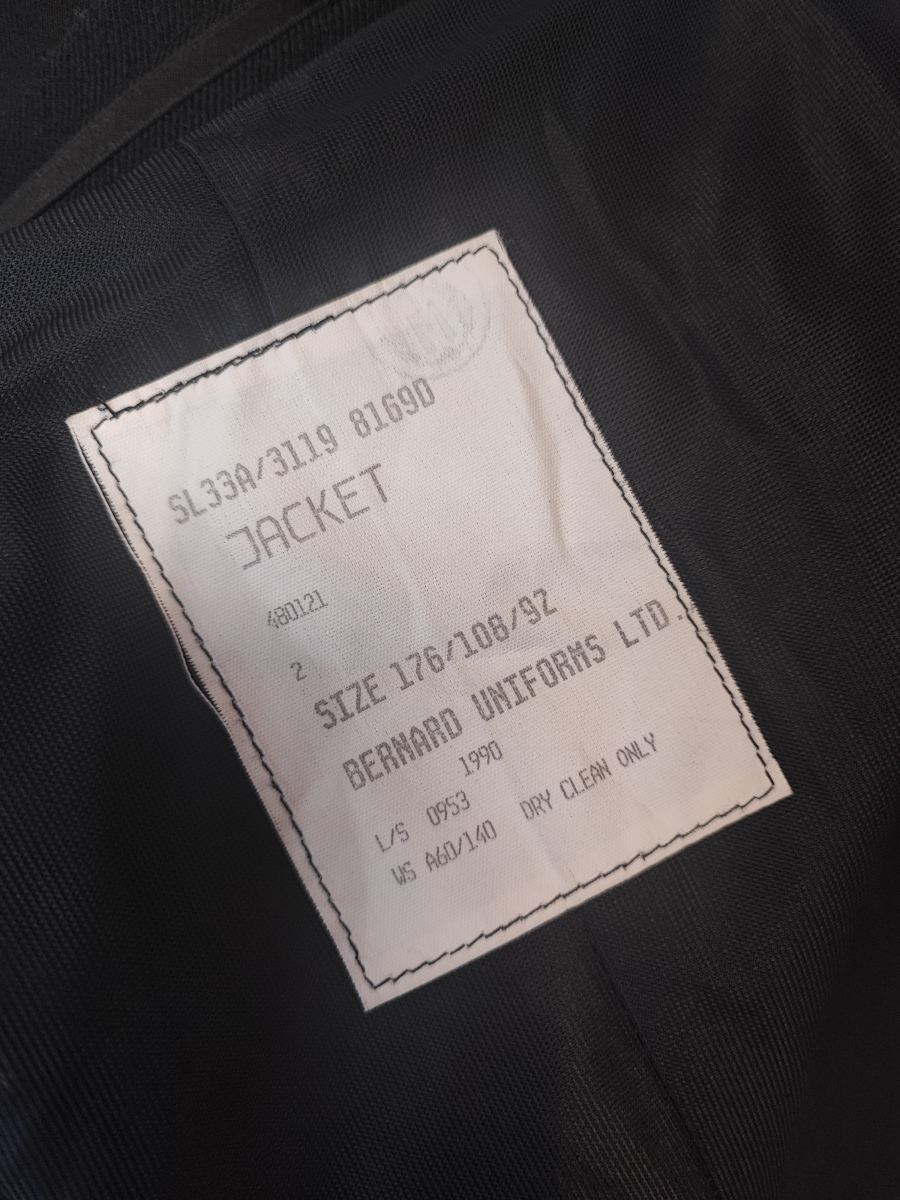 SL33A/3119 8169D
JACKET
480121
2
SIZE 176/108/92
BERNARD UNIFORMS LTD.
1990
L/S 0953
WS A60/140 DRY CLEAN ONLY